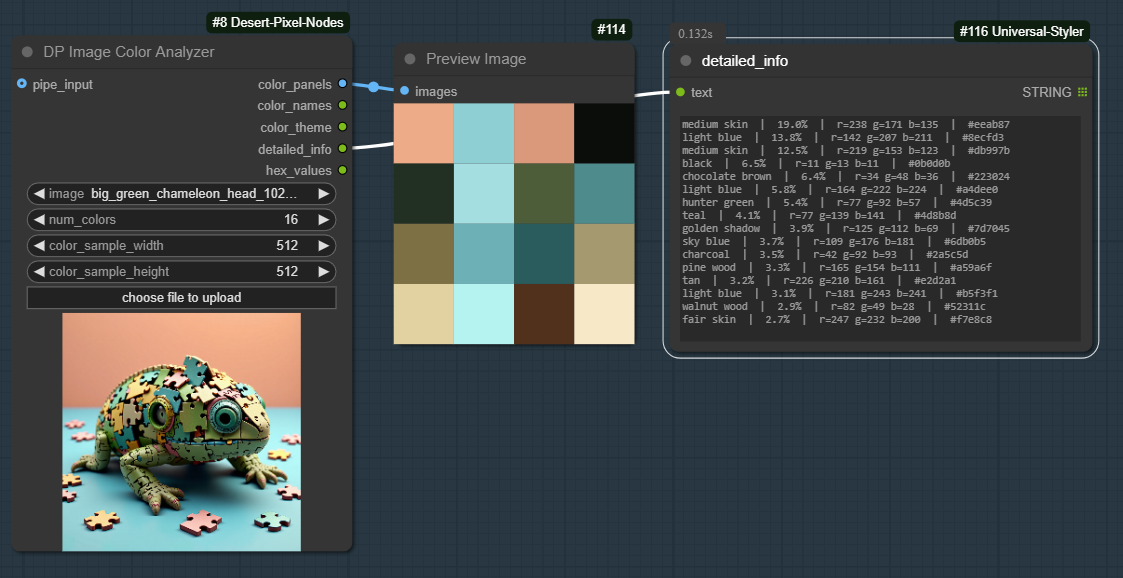 #8 Desert-Pixel-Nodes
DP Image Color Analyzer
pipe_input
color_panels
color_names
color_theme
detailed_info
hex_values
image big_green_chameleon_head_102...
num_colors 16
color_sample_width 512
color_sample_height 512
choose file to upload
#114
Preview Image
images
0.132s
#116 Universal-Styler
detailed_info
text
STRING
medium skin | 19.0% | r=238 g=171 b=135 | #eeab87
light blue | 13.8% | r=142 g=207 b=211 | #8ecfd3
medium skin | 12.5% | r=219 g=153 b=123 | #db997b
black | 6.5% | r=11 g=13 b=11 | #0b0d0b
chocolate brown | 6.4% | r=34 g=48 b=36 | #223024
light blue | 5.8% | r=164 g=222 b=224 | #a4dee0
hunter green | 5.4% | r=77 g=92 b=57 | #4d5c39
teal | 4.1% | r=77 g=139 b=141 | #4d8b8d
golden shadow | 3.9% | r=125 g=112 b=69 | #7d7045
sky blue | 3.7% | r=109 g=176 b=181 | #6db0b5
charcoal | 3.5% | r=42 g=92 b=93 | #2a5c5d
pine wood | 3.3% | r=165 g=154 b=111 | #a59a6f
tan | 3.2% | r=226 g=210 b=161 | #e2d2a1
light blue | 3.1% | r=181 g=243 b=241 | #b5f3f1
walnut wood | 2.9% | r=82 g=49 b=28 | #52311c
fair skin | 2.7% | r=247 g=232 b=200 | #f7e8c8